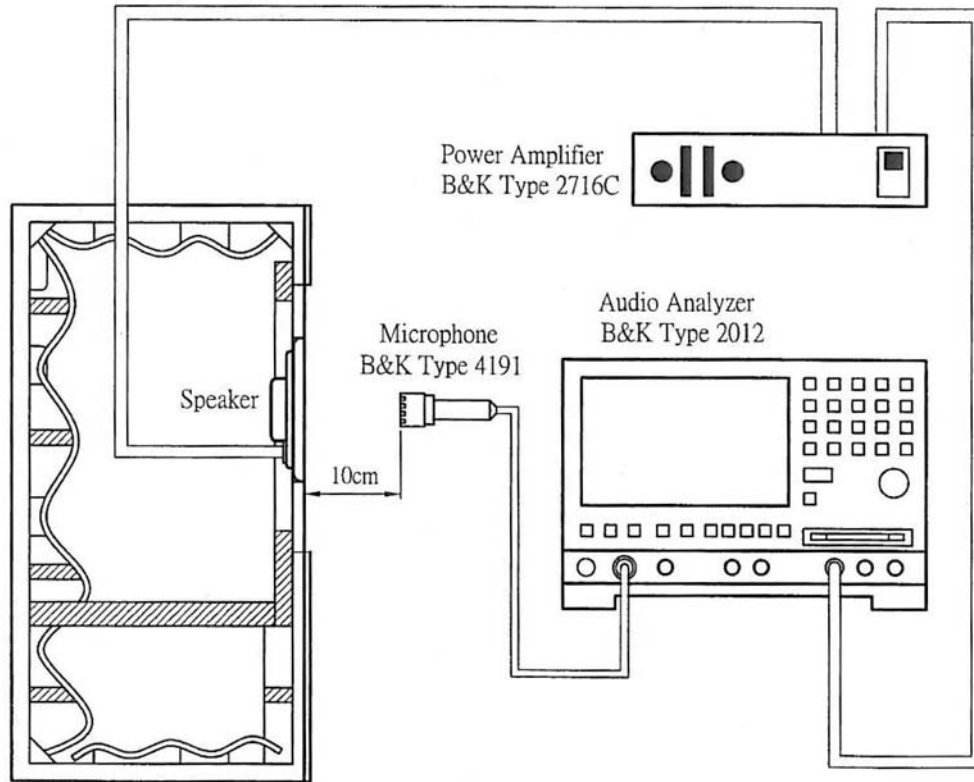 Power Amplifier
B&K Type 2716C
Audio Analyzer
B&K Type 2012
Microphone
B&K Type 4191
Speaker
10cm